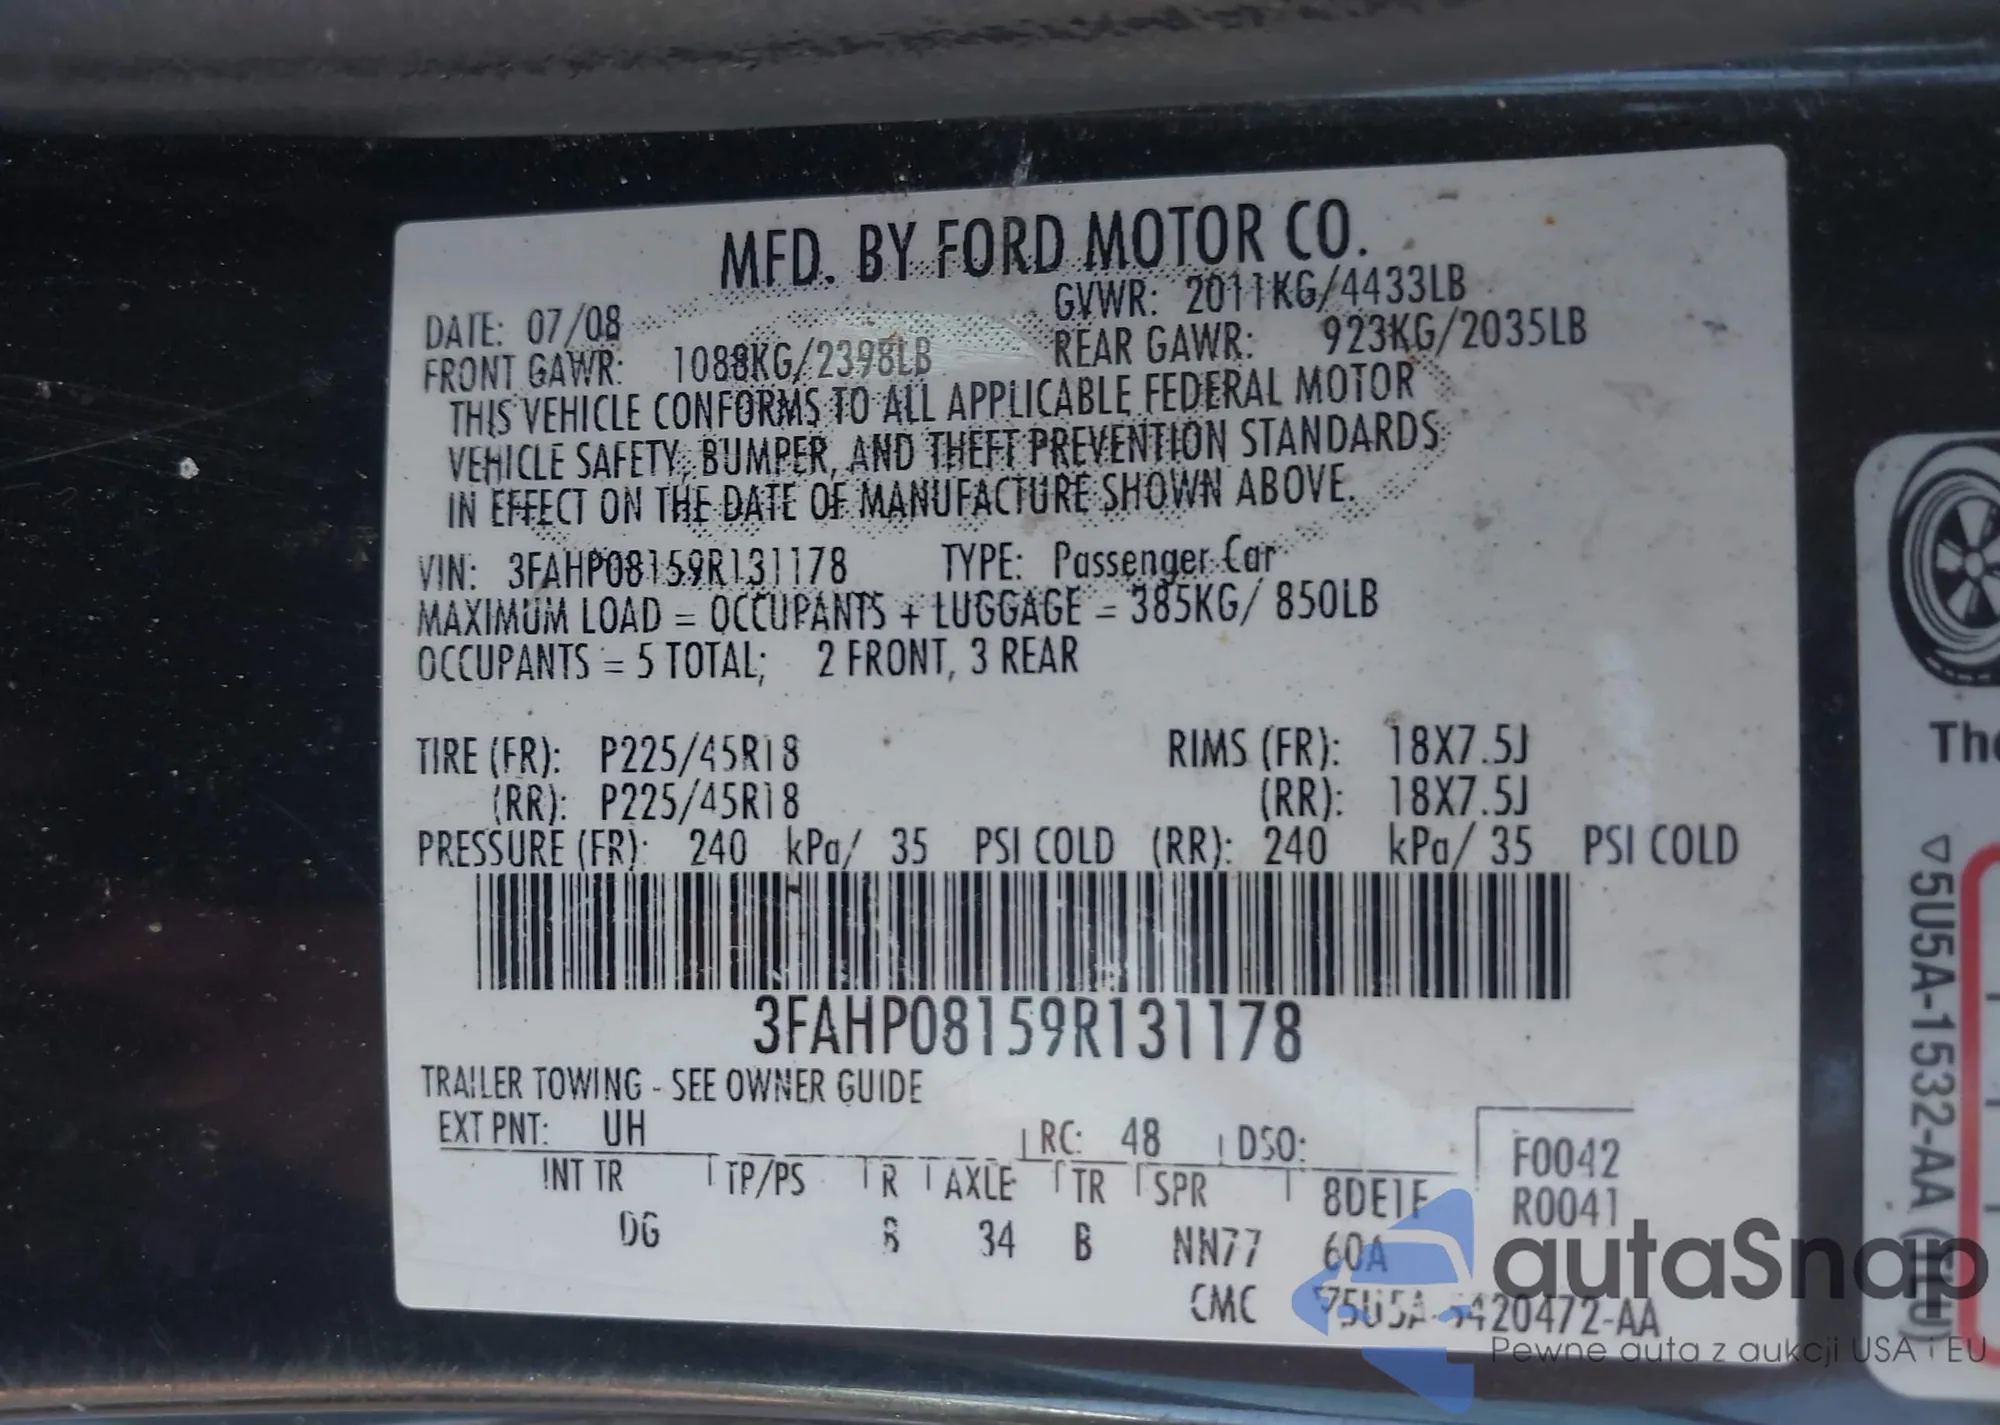 MFD. BY FORD MOTOR CO.
DATE: 07/08 GVWR: 2011KG/4433LB
FRONT GAWR: 1088KG/2398LB REAR GAWR: 923KG/2035LB
THIS VEHICLE CONFORMS TO ALL APPLICABLE FEDERAL MOTOR
VEHICLE SAFETY, BUMPER, AND THEFT PREVENTION STANDARDS
IN EFFECT ON THE DATE OF MANUFACTURE SHOWN ABOVE.
VIN: 3FAHP08159R131178 TYPE: Passenger Car
MAXIMUM LOAD = OCCUPANTS + LUGGAGE = 385KG/ 850LB
OCCUPANTS = 5 TOTAL; 2 FRONT, 3 REAR
TIRE (FR): P225/45R18 RIMS (FR): 18X7.5J
(RR): P225/45R18 (RR): 18X7.5J
PRESSURE (FR): 240 kPa/ 35 PSI COLD (RR): 240 kPa/ 35 PSI COLD
3FAHP08159R131178
TRAILER TOWING - SEE OWNER GUIDE
EXT PNT: UH RC: 48 DSO: F0042
INT TR TP/PS R AXLE TR SPR 8DE1F R0041
DG 34 B NN77 60A
CMC
autoSnap
Pewne auta z aukcji USA i EU
The
5U5A-1532-AA